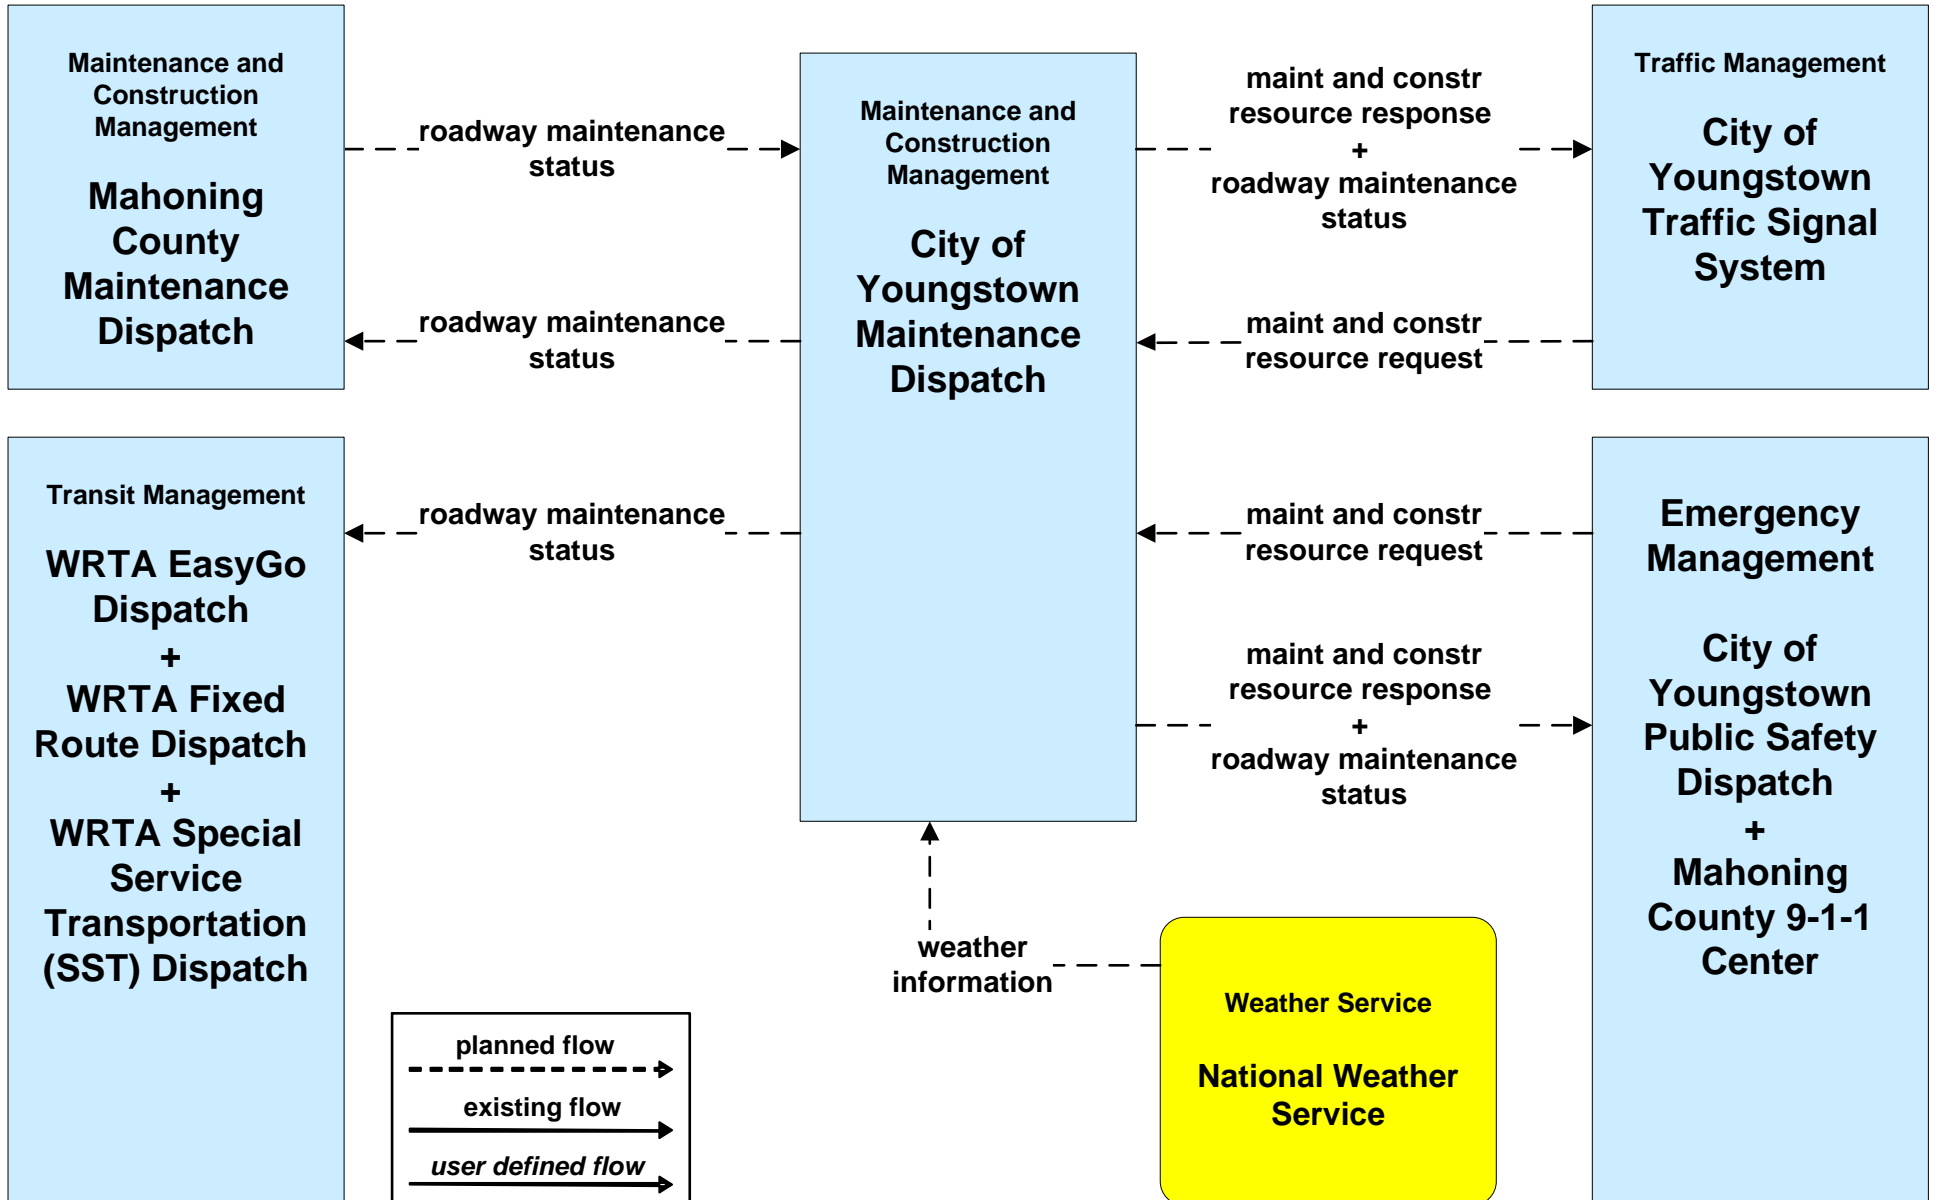 Maintenance and
Construction
Management
Mahoning
County
Maintenance
Dispatch
roadway maintenance
status
roadway maintenance
status
Maintenance and
Construction
Management
City of
Youngstown
Maintenance
Dispatch
maint and constr
resource response
+
roadway maintenance
status
maint and constr
resource request
Traffic Management
City of
Youngstown
Traffic Signal
System
Transit Management
WRTA EasyGo
Dispatch
+
WRTA Fixed
Route Dispatch
+
WRTA Special
Service
Transportation
(SST) Dispatch
roadway maintenance
status
maint and constr
resource request
maint and constr
resource response
+
roadway maintenance
status
Emergency
Management
City of
Youngstown
Public Safety
Dispatch
+
Mahoning
County 9-1-1
Center
weather
information
Weather Service
National Weather
Service
planned flow
existing flow
user defined flow